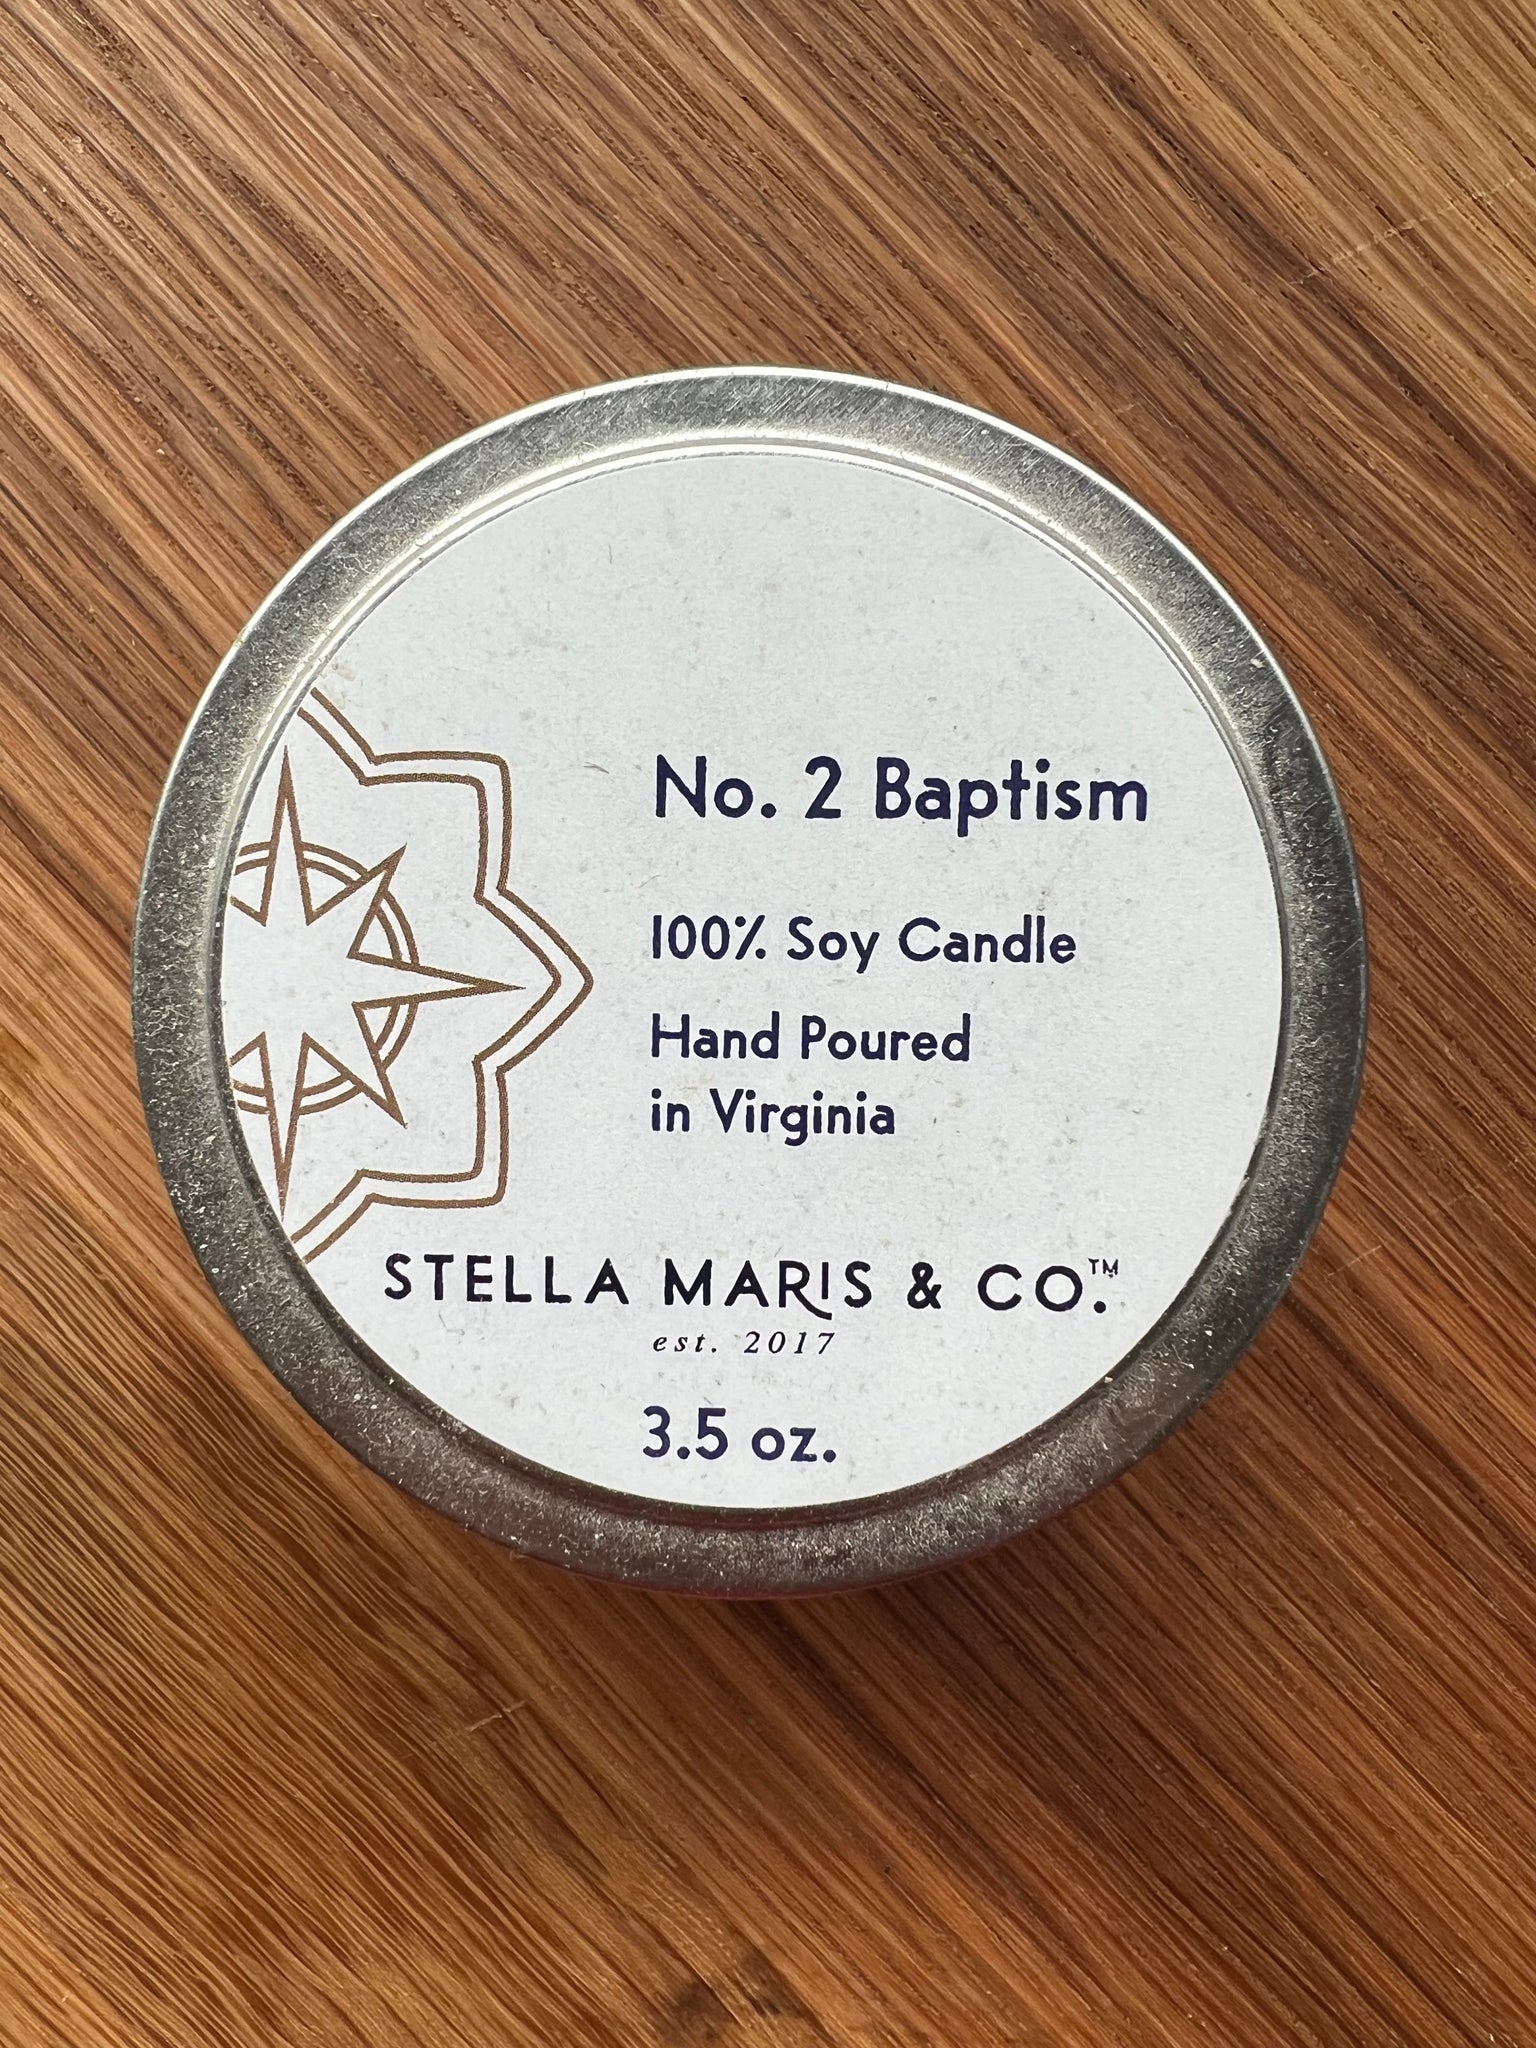 No. 2 Baptism
100% Soy Candle
Hand Poured
in Virginia
STELLA MARIS & CO.™
est. 2017
3.5 oz.